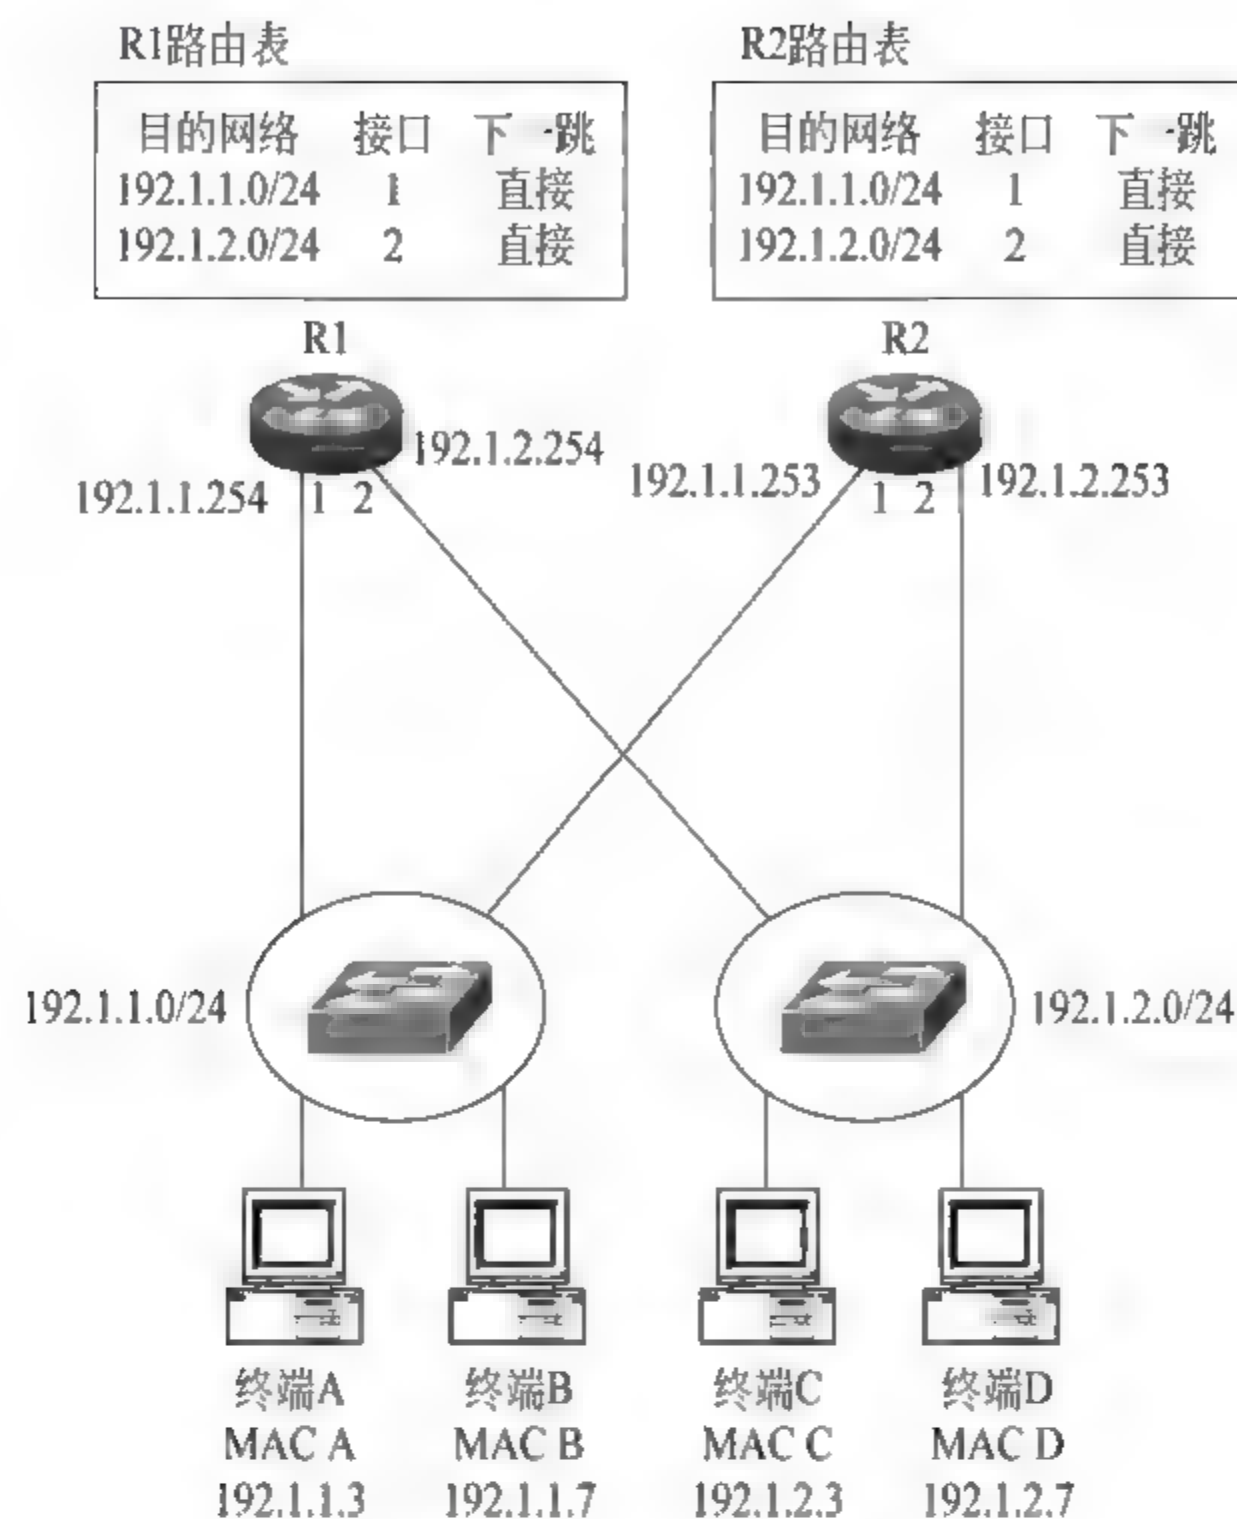 R1路由表
目的网络 接口 下一跳
192.1.1.0/24 1 直接
192.1.2.0/24 2 直接
R2路由表
目的网络 接口 下一跳
192.1.1.0/24 1 直接
192.1.2.0/24 2 直接
R1
R2
192.1.2.254
192.1.1.254
1 2
192.1.1.253
192.1.2.253
1 2
192.1.1.0/24
192.1.2.0/24
终端A
MAC A
192.1.1.3
终端B
MAC B
192.1.1.7
终端C
MAC C
192.1.2.3
终端D
MAC D
192.1.2.7